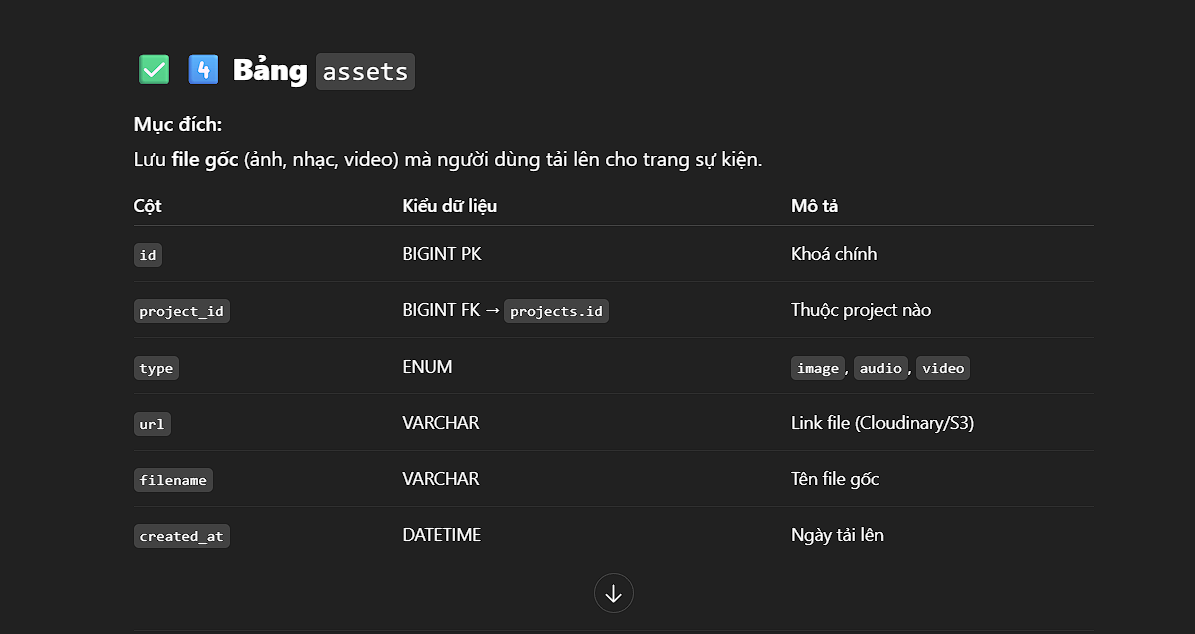 ✅ 4️⃣ Bảng assets
Mục đích:
Lưu file gốc (ảnh, nhạc, video) mà người dùng tải lên cho trang sự kiện.
Cột Kiểu dữ liệu Mô tả
id BIGINT PK Khoá chính
project_id BIGINT FK → projects.id Thuộc project nào
type ENUM image, audio, video
url VARCHAR Link file (Cloudinary/S3)
filename VARCHAR Tên file gốc
created_at DATETIME Ngày tải lên